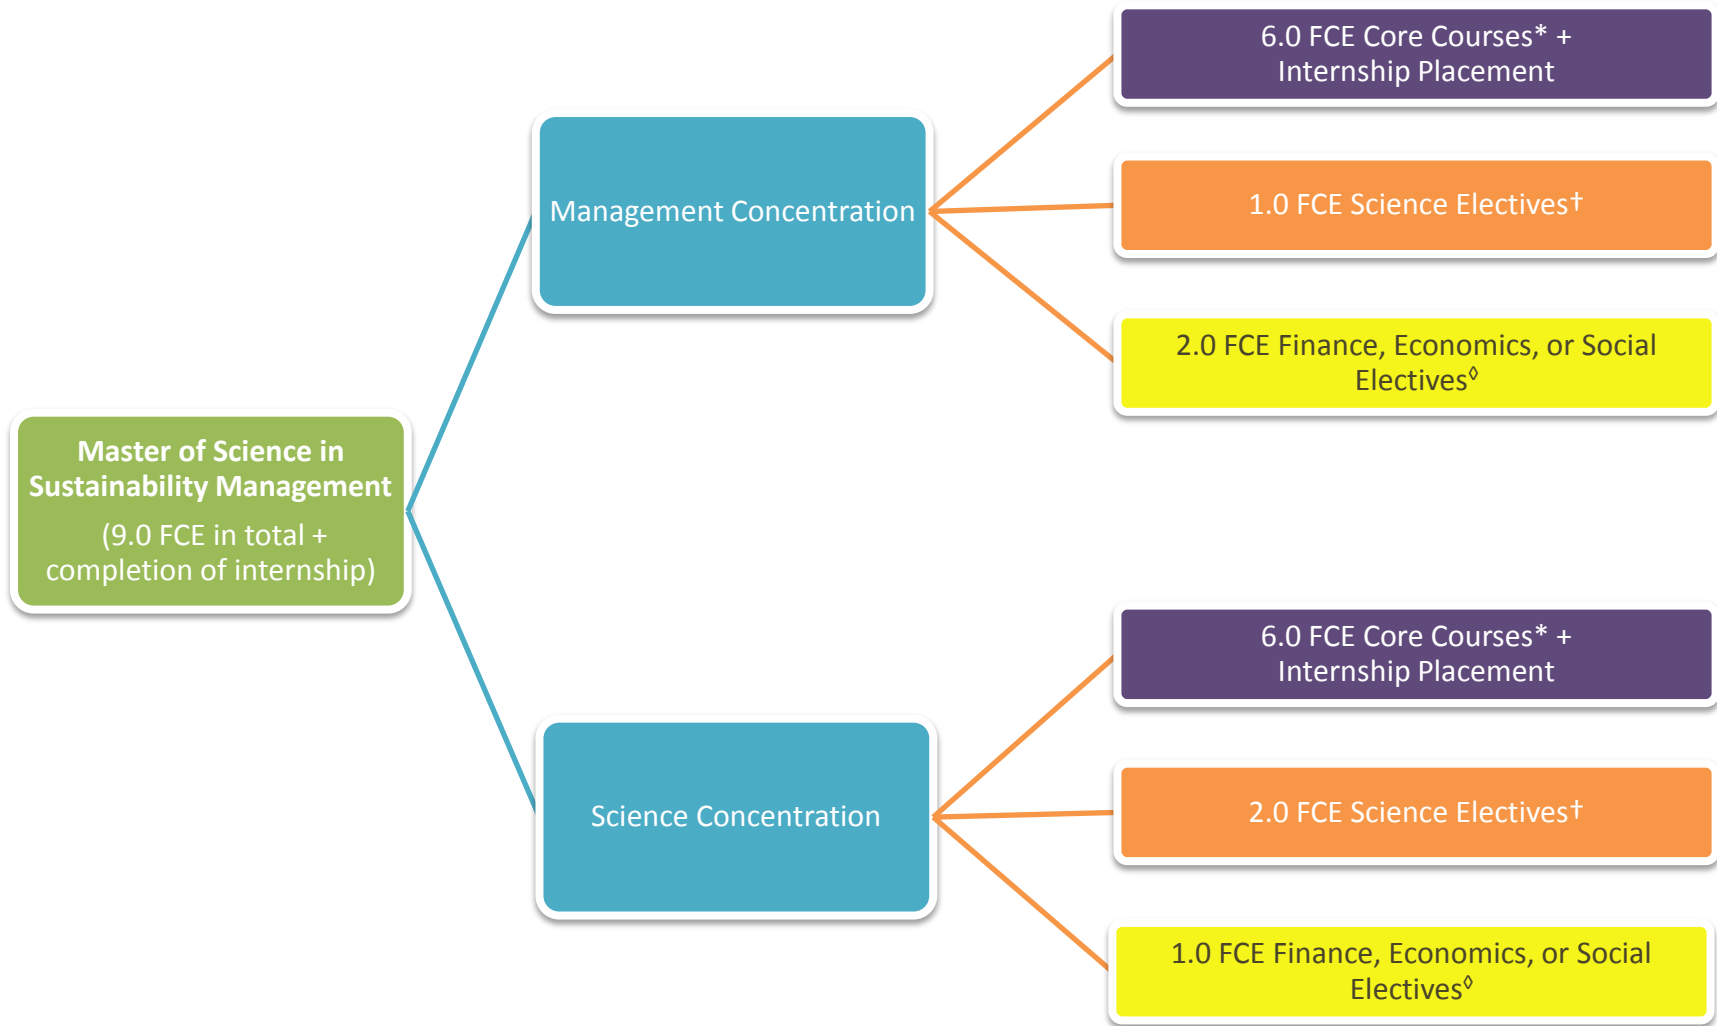 Master of Science in
Sustainability Management
(9.0 FCE in total +
completion of internship)
Management Concentration
6.0 FCE Core Courses* +
Internship Placement
1.0 FCE Science Electives†
2.0 FCE Finance, Economics, or Social
Electives◊
Science Concentration
6.0 FCE Core Courses* +
Internship Placement
2.0 FCE Science Electives†
1.0 FCE Finance, Economics, or Social
Electives◊